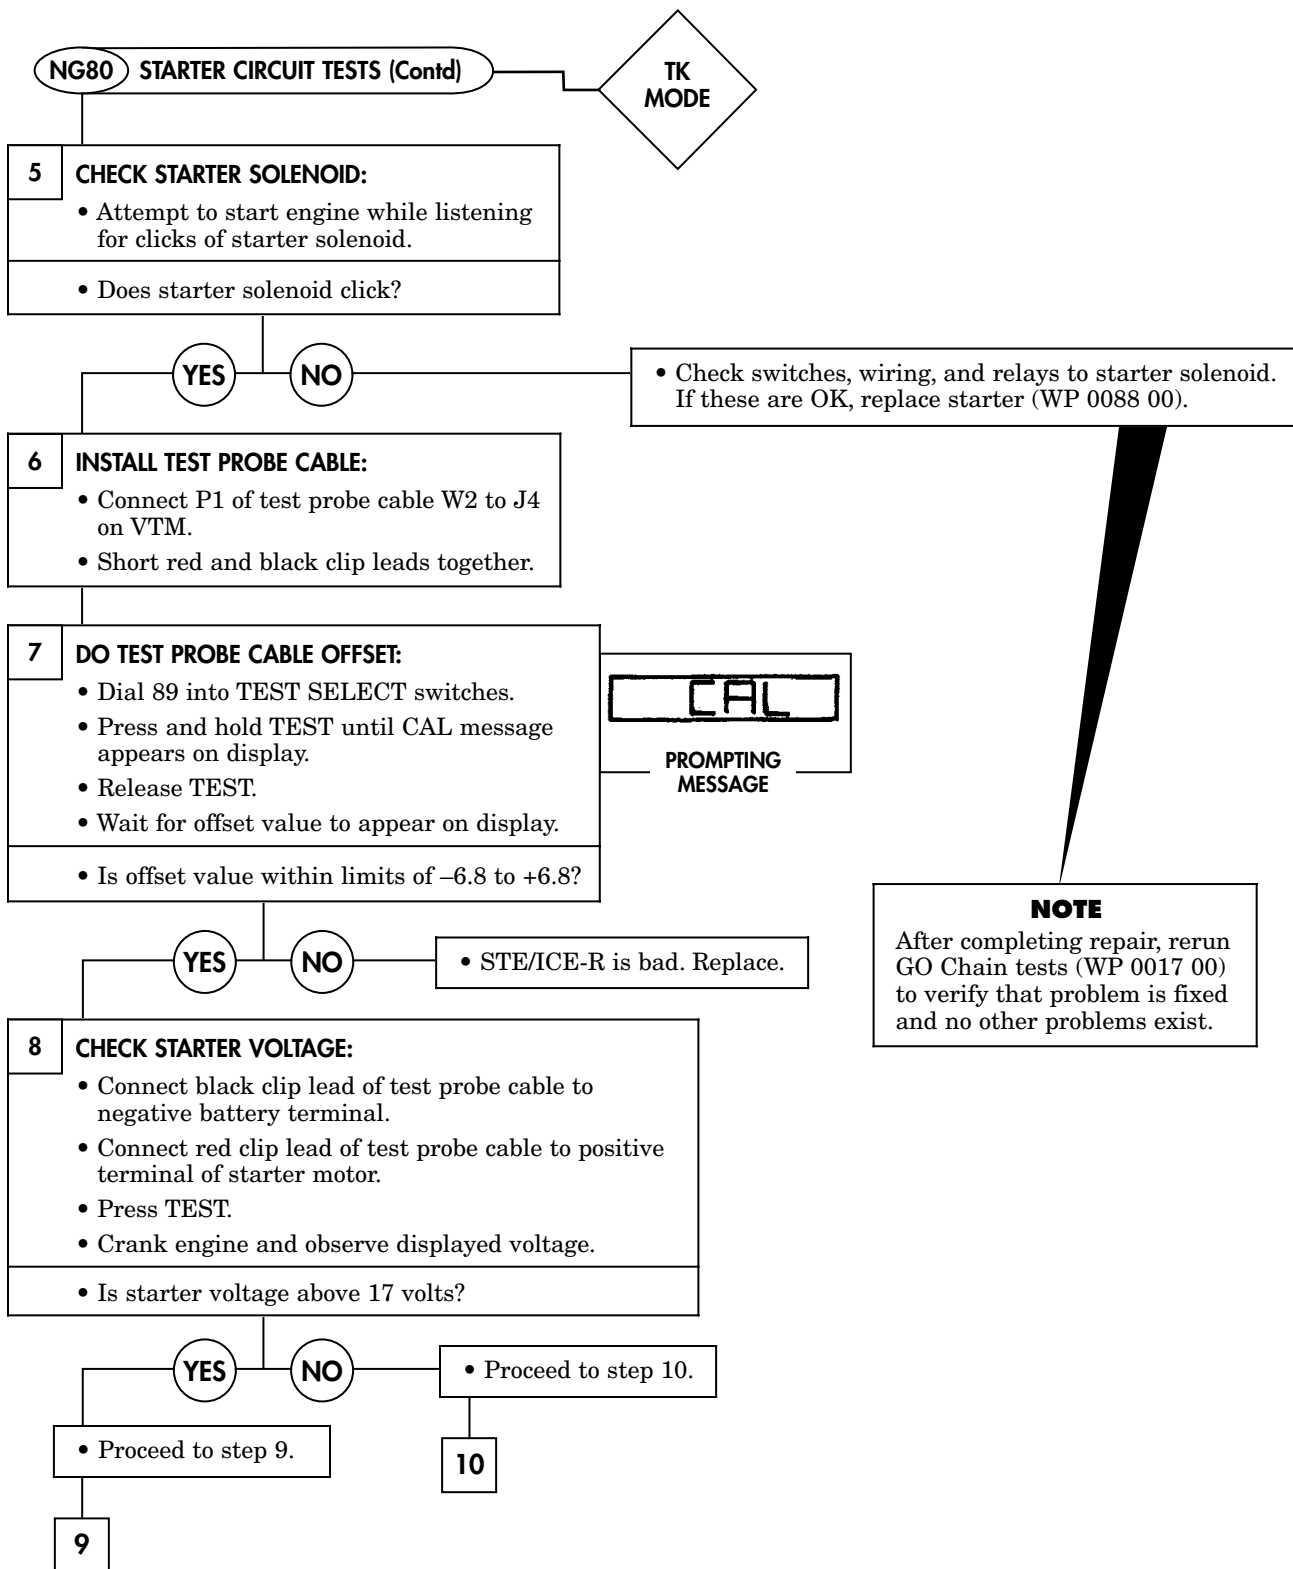 NG80 STARTER CIRCUIT TESTS (Contd)
TK
MODE
5 CHECK STARTER SOLENOID:
• Attempt to start engine while listening
for clicks of starter solenoid.
• Does starter solenoid click?
YES NO
• Check switches, wiring, and relays to starter solenoid.
If these are OK, replace starter (WP 0088 00).
6 INSTALL TEST PROBE CABLE:
• Connect P1 of test probe cable W2 to J4
on VTM.
• Short red and black clip leads together.
7 DO TEST PROBE CABLE OFFSET:
• Dial 89 into TEST SELECT switches.
• Press and hold TEST until CAL message
appears on display.
• Release TEST.
• Wait for offset value to appear on display.
• Is offset value within limits of –6.8 to +6.8?
CAL
PROMPTING
MESSAGE
NOTE
After completing repair, rerun
GO Chain tests (WP 0017 00)
to verify that problem is fixed
and no other problems exist.
YES NO
• STE/ICE-R is bad. Replace.
8 CHECK STARTER VOLTAGE:
• Connect black clip lead of test probe cable to
negative battery terminal.
• Connect red clip lead of test probe cable to positive
terminal of starter motor.
• Press TEST.
• Crank engine and observe displayed voltage.
• Is starter voltage above 17 volts?
YES NO
• Proceed to step 10.
• Proceed to step 9.
10
9